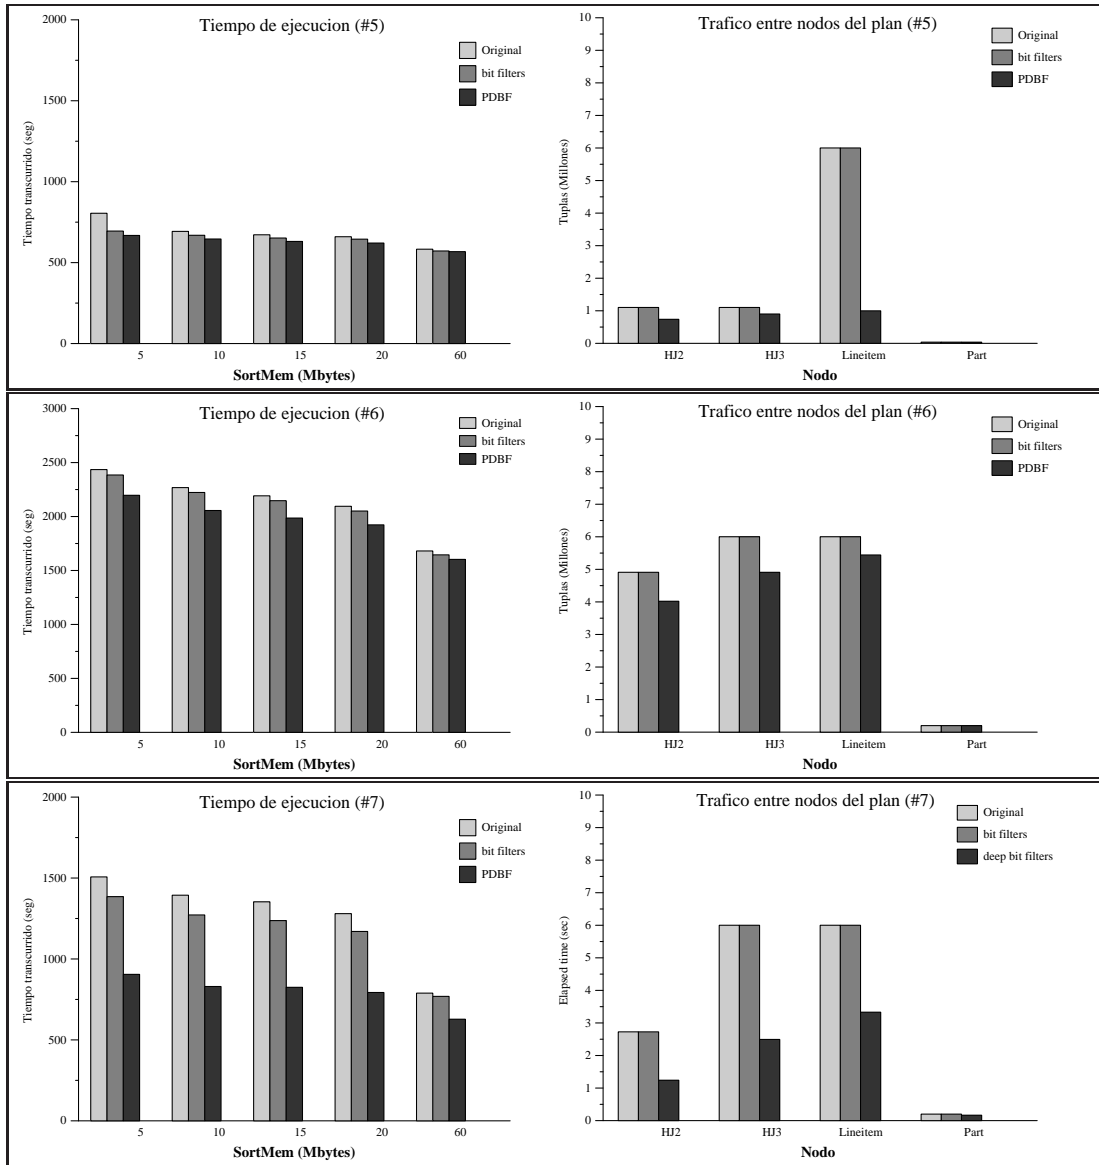 Tiempo de ejecucion (#5)
Original
bit filters
PDBF
Tiempo transcurrido (seg)
2000
1500
1000
500
0
5 10 15 20 60
SortMem (Mbytes)
Trafico entre nodos del plan (#5)
Original
bit filters
PDBF
Tuplas (Millones)
10
9
8
7
6
5
4
3
2
1
0
HJ2 HJ3 Lineitem Part
Nodo
Tiempo de ejecucion (#6)
Original
bit filters
PDBF
Tiempo transcurrido (seg)
3000
2500
2000
1500
1000
500
0
5 10 15 20 60
SortMem (Mbytes)
Trafico entre nodos del plan (#6)
Original
bit filters
PDBF
Tuplas (Millones)
10
9
8
7
6
5
4
3
2
1
0
HJ2 HJ3 Lineitem Part
Nodo
Tiempo de ejecucion (#7)
Original
bit filters
PDBF
Tiempo transcurrido (seg)
2000
1500
1000
500
0
5 10 15 20 60
SortMem (Mbytes)
Trafico entre nodos del plan (#7)
Original
bit filters
deep bit filters
Elapsed time (sec)
10
9
8
7
6
5
4
3
2
1
0
HJ2 HJ3 Lineitem Part
Nodo